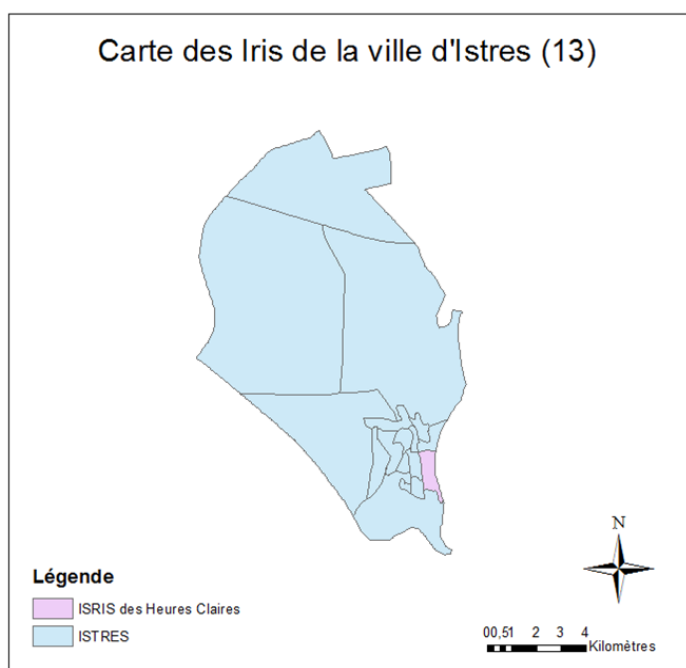 Carte des Iris de la ville d'Istres (13)
N
Légende
ISRIS des Heures Claires
ISTRES
00,51 2 3 4
Kilomètres